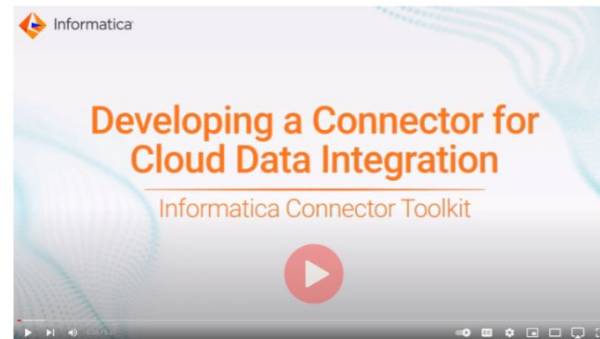 Informatica
Developing a Connector for
Cloud Data Integration
Informatica Connector Toolkit